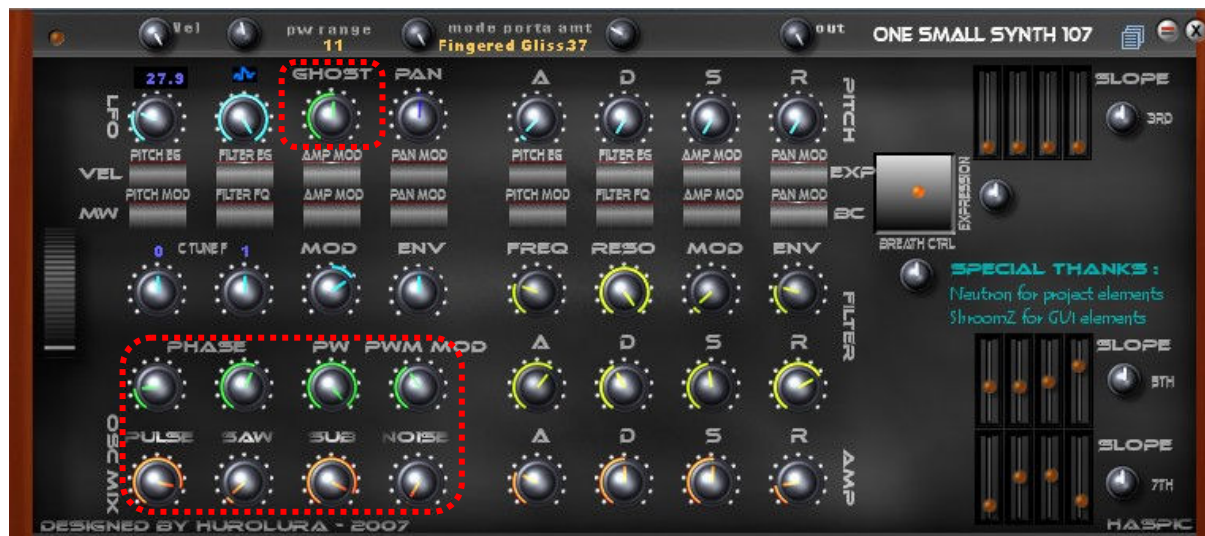 Vel
pw range
mode porta amt
out
ONE SMALL SYNTH 107
11
Fingered Gliss37
27.9
GHOST PAN
A D S R
PITCH
SLOPE
LFO
3RD
PITCH EG FILTER EG AMP MOD PAN MOD
PITCH EG FILTER EG AMP MOD PAN MOD
VEL
EXP
PITCH MOD FILTER FQ AMP MOD PAN MOD
PITCH MOD FILTER FQ AMP MOD PAN MOD
MW
BC
EXPRESSION
BREATH CTRL
0 C TUNE F 1 MOD ENV
FREQ RESO MOD ENV
FILTER
SPECIAL THANKS :
Neutron for project elements
ShroomZ for GUI elements
PHASE PW PWM MOD
A D S R
SLOPE
5TH
OSC MIX
PULSE SAW SUB NOISE
A D S R
AMP
SLOPE
7TH
DESIGNED BY HUROLURA - 2007
HASPIC